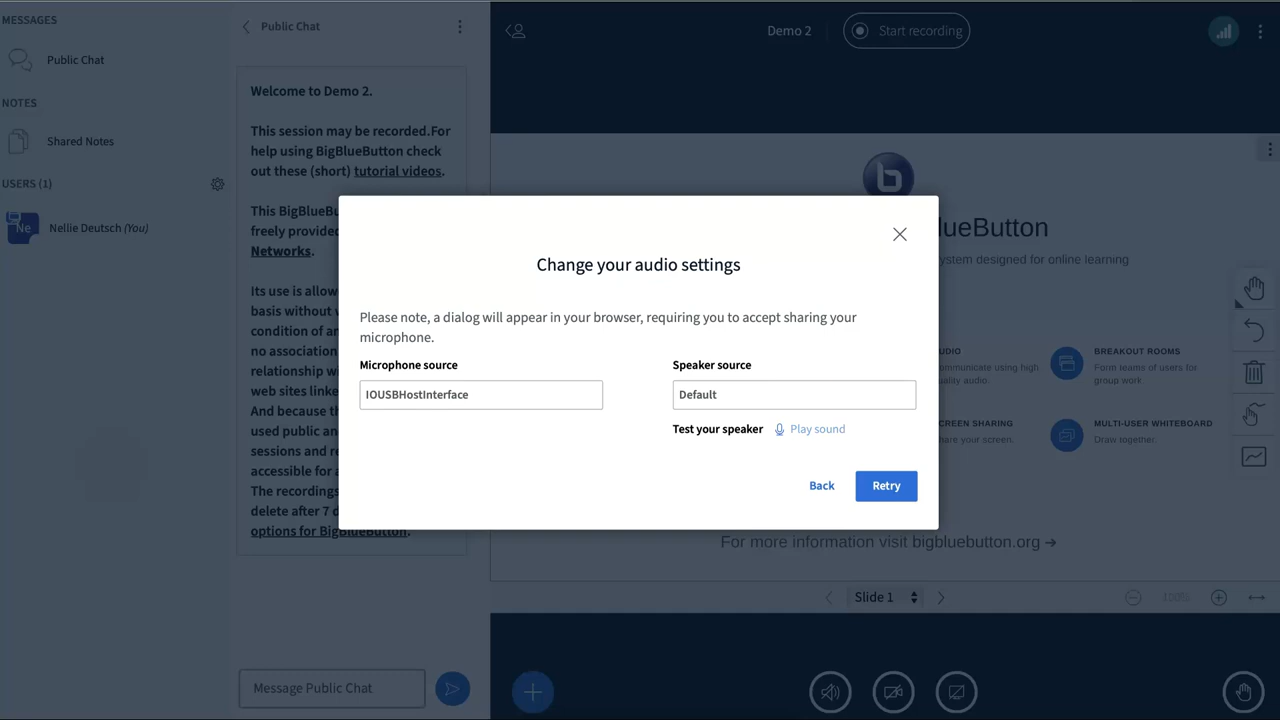 MESSAGES
Public Chat
NOTES
Shared Notes
USERS (1)
Ne
Nellie Deutsch (You)
Public Chat
Welcome to Demo 2.
This session may be recorded.For
help using BigBlueButton check
out these (short) tutorial videos.
This BigBlueBu
freely provided
Networks.
Its use is allow
basis without
condition of an
no association
relationship w
web sites linke
And because th
used public an
sessions and re
accessible for a
The recordings
delete after 7 d
options for BigBlueButton.
Message Public Chat
Demo 2
Start recording
lueButton
ystem designed for online learning
UDIO
mmunicate using high
uality audio.
BREAKOUT ROOMS
Form teams of users for
group work
CREEN SHARING
hare your screen.
MULTI-USER WHITEBOARD
Draw together.
For more information visit bigbluebutton.org →
Slide 1
100%
Change your audio settings
Please note, a dialog will appear in your browser, requiring you to accept sharing your
microphone.
Microphone source
Speaker source
IOUSBHostInterface
Default
Test your speaker
Play sound
Back
Retry